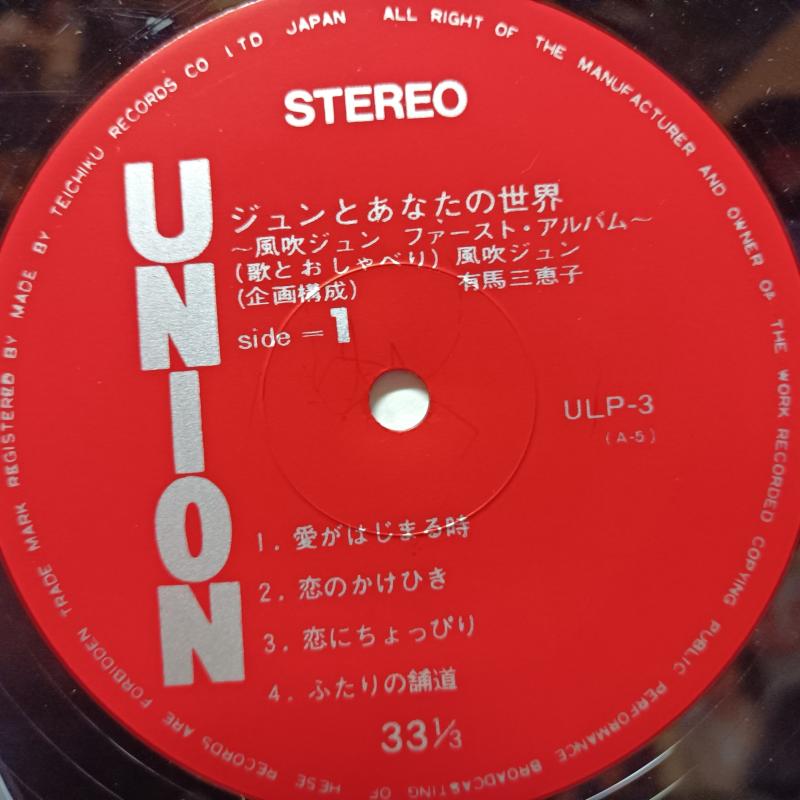 MADE BY TEICHIKU RECORDS CO LTD JAPAN ALL RIGHT OF THE MANUFACTURER AND OWNER OF THE WORK RECORDED COPYING PUBLIC PERFORMANCE BROADCASTING OF HESE RECORDS ARE FORBIDDEN TRADE MARK REGISTERED BY
STEREO
UNION
ジュンとあなたの世界
~風吹ジュン ファースト・アルバム~
(歌とおしゃべり) 風吹ジュン
(企画構成) 有馬三恵子
side = 1
ULP-3
(A-5)
1. 愛がはじまる時
2. 恋のかけひき
3. 恋にちょっぴり
4. ふたりの舗道
33 1/3